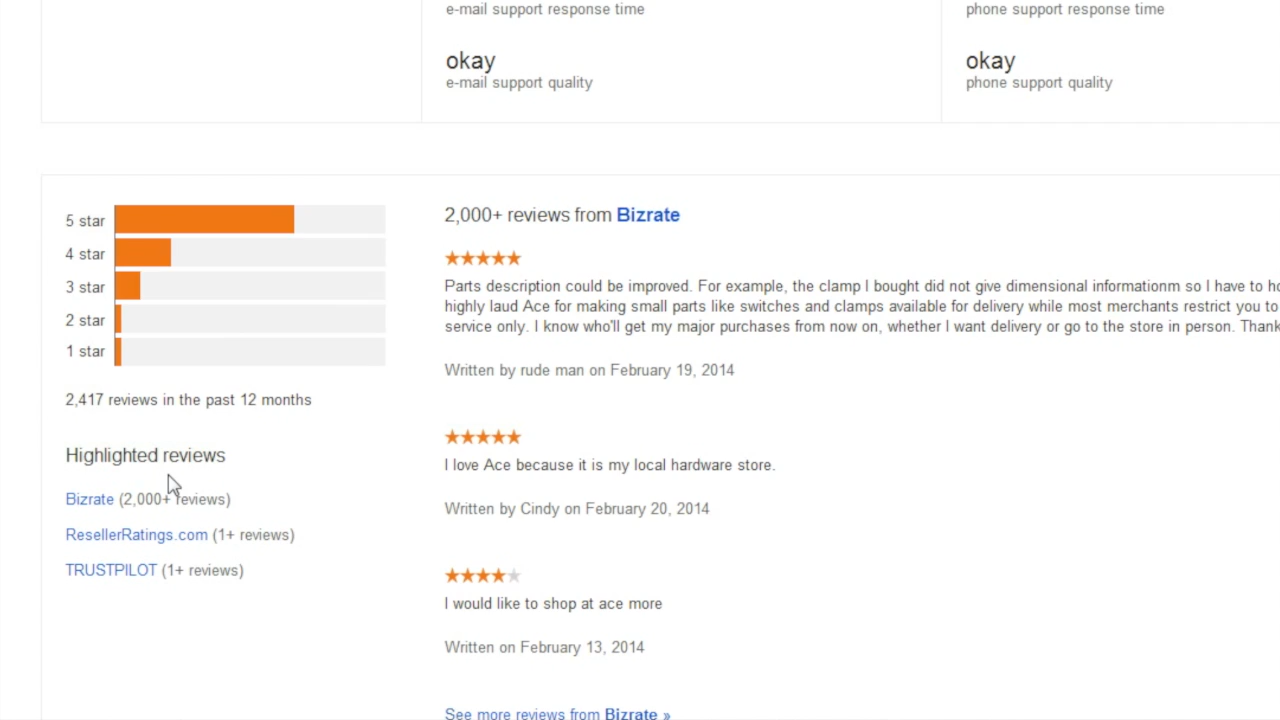 e-mail support response time
phone support response time
okay
e-mail support quality
okay
phone support quality
5 star
4 star
3 star
2 star
1 star
2,417 reviews in the past 12 months
Highlighted reviews
Bizrate (2,000+ reviews)
ResellerRatings.com (1+ reviews)
TRUSTPILOT (1+ reviews)
2,000+ reviews from Bizrate
Parts description could be improved. For example, the clamp I bought did not give dimensional informationm so I have to
highly laud Ace for making small parts like switches and clamps available for delivery while most merchants restrict you to
service only. I know who'll get my major purchases from now on, whether I want delivery or go to the store in person. Thank
Written by rude man on February 19, 2014
I love Ace because it is my local hardware store.
Written by Cindy on February 20, 2014
I would like to shop at ace more
Written on February 13, 2014
See more reviews from Bizrate »